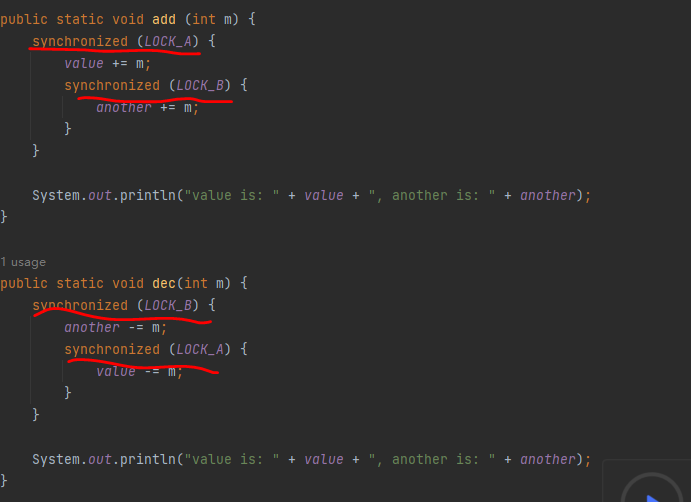 public static void add (int m) {
synchronized (LOCK_A) {
value += m;
synchronized (LOCK_B) {
another += m;
}
}
System.out.println("value is: " + value + ", another is: " + another);
}
1 usage
public static void dec(int m) {
synchronized (LOCK_B) {
another -= m;
synchronized (LOCK_A) {
value -= m;
}
}
System.out.println("value is: " + value + ", another is: " + another);
}